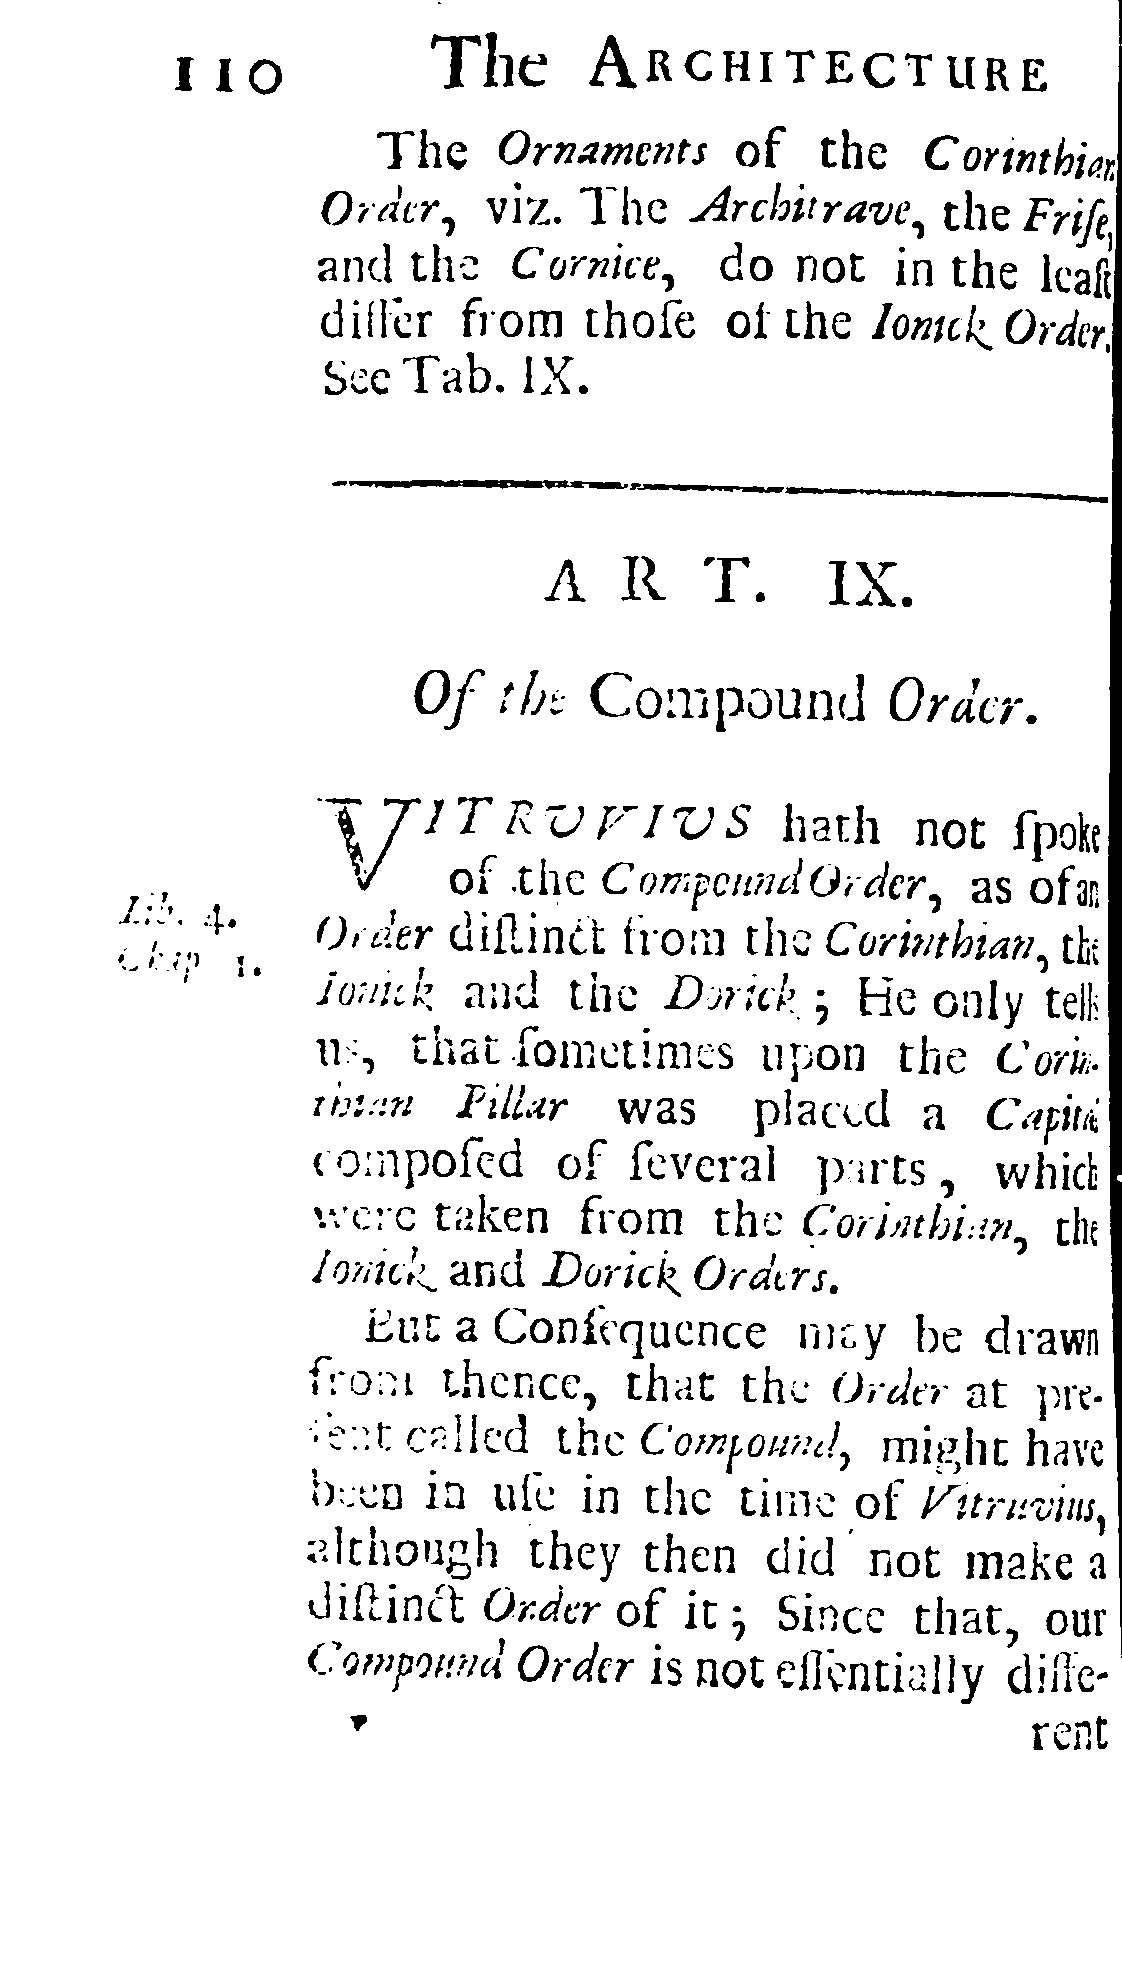 110 The ARCHITECTURE
The Ornaments of the Corinthian
Order, viz. The Architrave, the Friſe,
and the Cornice, do not in the leaſt
differ from thoſe of the Ionick Order.
See Tab. IX.
ART. IX.
Of the Compound Order.
VITRUVIUS hath not ſpoke
of the Compound Order, as of an
Lib. 4.
Chap 1.
Order diſtinct from the Corinthian, the
Ionick and the Dorick; He only tells
us, that ſometimes upon the Corin-
thian Pillar was placed a Capital
compoſed of ſeveral parts, which
were taken from the Corinthian, the
Ionick and Dorick Orders.
But a Conſequence may be drawn
from thence, that the Order at pre-
ſent called the Compound, might have
been in uſe in the time of Vitruvius,
although they then did not make a
diſtinct Order of it; Since that, our
Compound Order is not eſſentially diffe-
rent